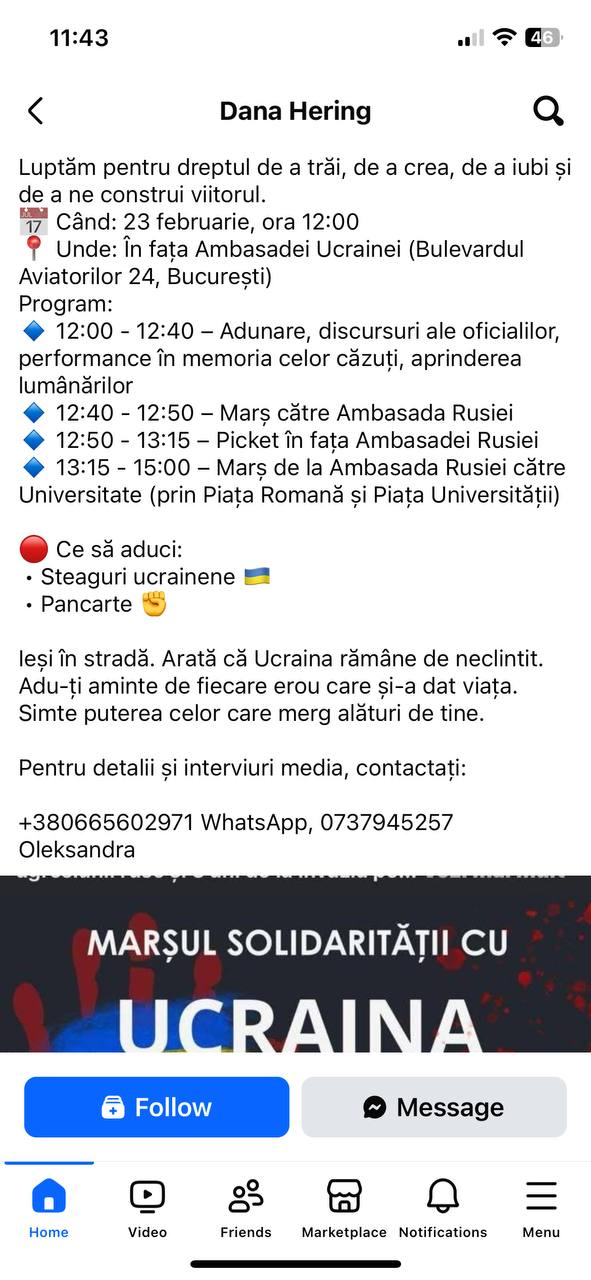 11:43
46
Dana Hering
Luptăm pentru dreptul de a trăi, de a crea, de a iubi și
de a ne construi viitorul.
📅 Când: 23 februarie, ora 12:00
📍 Unde: În fața Ambasadei Ucrainei (Bulevardul
Aviatorilor 24, București)
Program:
🔹 12:00 - 12:40 – Adunare, discursuri ale oficialilor,
performance în memoria celor căzuți, aprinderea
lumânărilor
🔹 12:40 - 12:50 – Marș către Ambasada Rusiei
🔹 12:50 - 13:15 – Picket în fața Ambasadei Rusiei
🔹 13:15 - 15:00 – Marș de la Ambasada Rusiei către
Universitate (prin Piața Romană și Piața Universității)
🔴 Ce să aduci:
• Steaguri ucrainene 🇺🇦
• Pancarte ✊
Ieși în stradă. Arată că Ucraina rămâne de neclintit.
Adu-ți aminte de fiecare erou care și-a dat viața.
Simte puterea celor care merg alături de tine.
Pentru detalii și interviuri media, contactați:
+380665602971 WhatsApp, 0737945257
Oleksandra
MARȘUL SOLIDARITĂȚII CU
UCRAINA
Follow
Message
Home
Video
Friends
Marketplace
Notifications
Menu